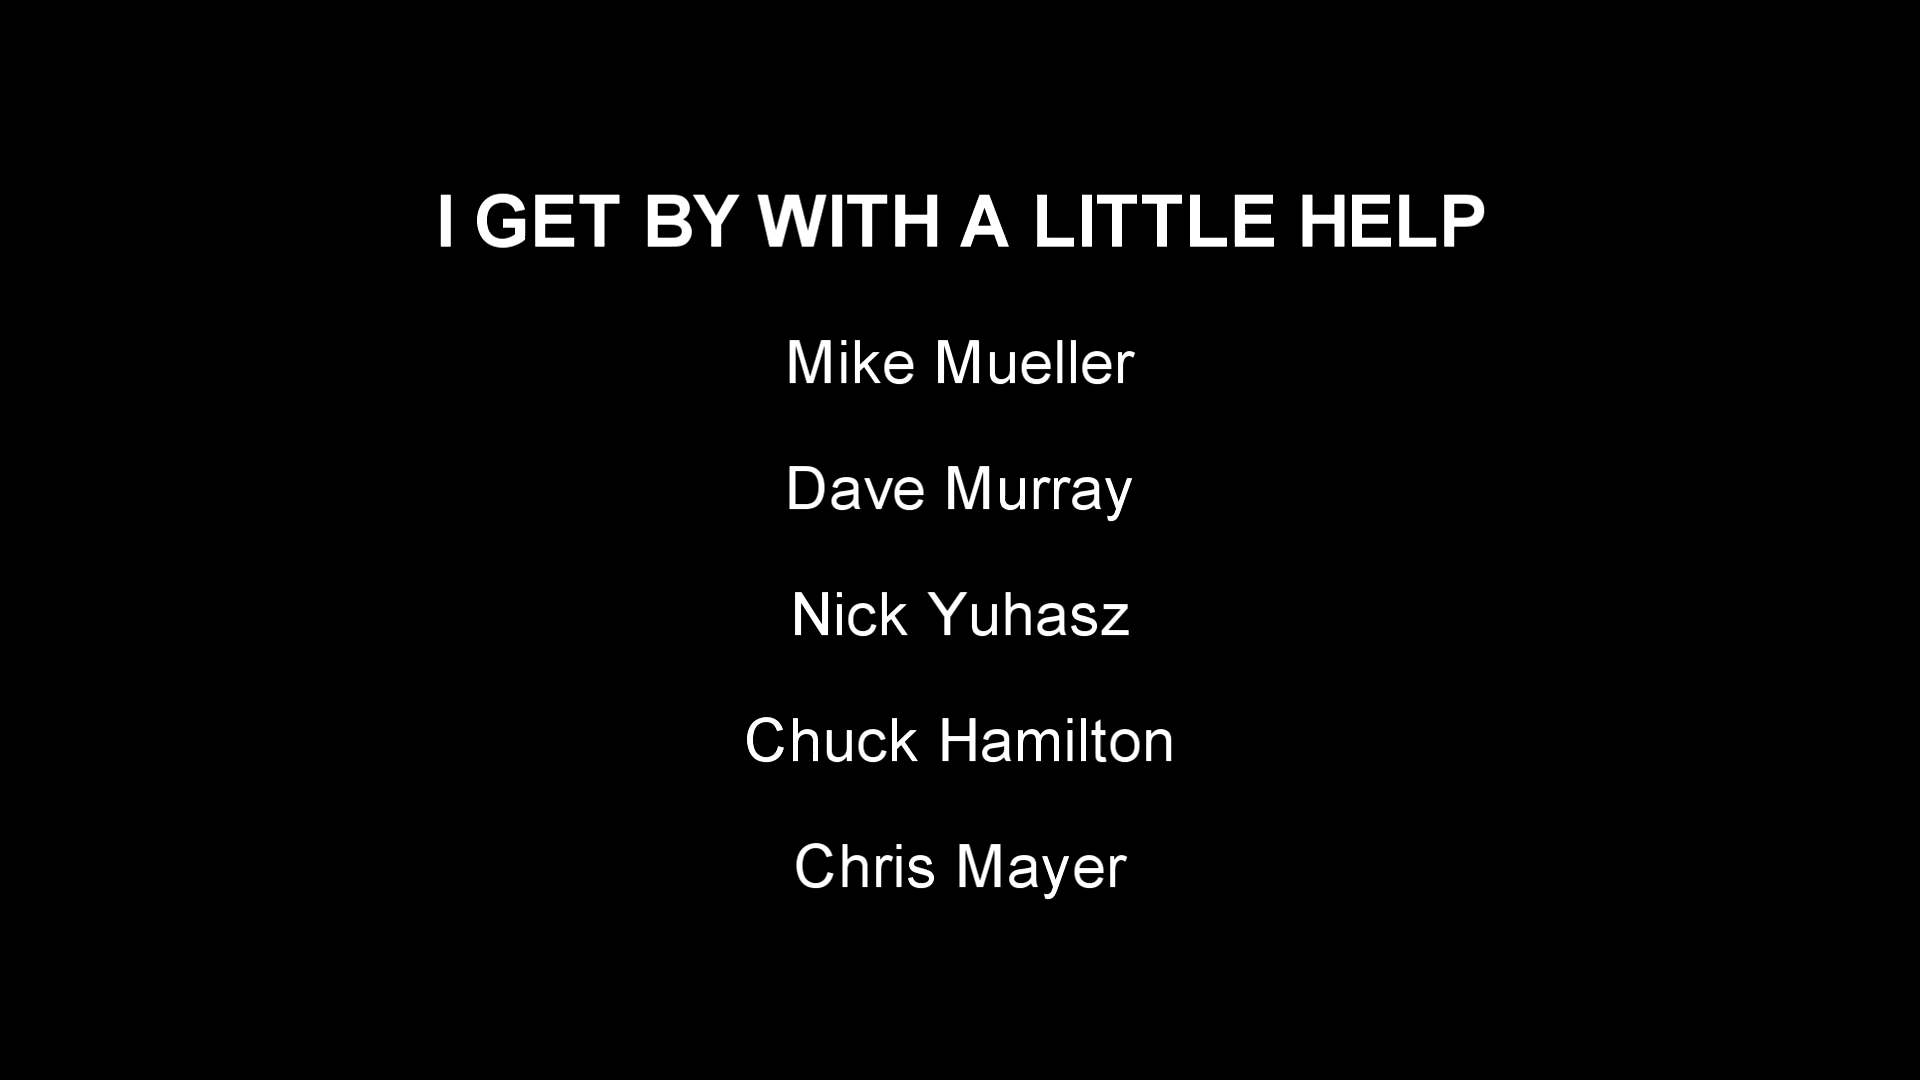 I GET BY WITH A LITTLE HELP
Mike Mueller
Dave Murray
Nick Yuhasz
Chuck Hamilton
Chris Mayer